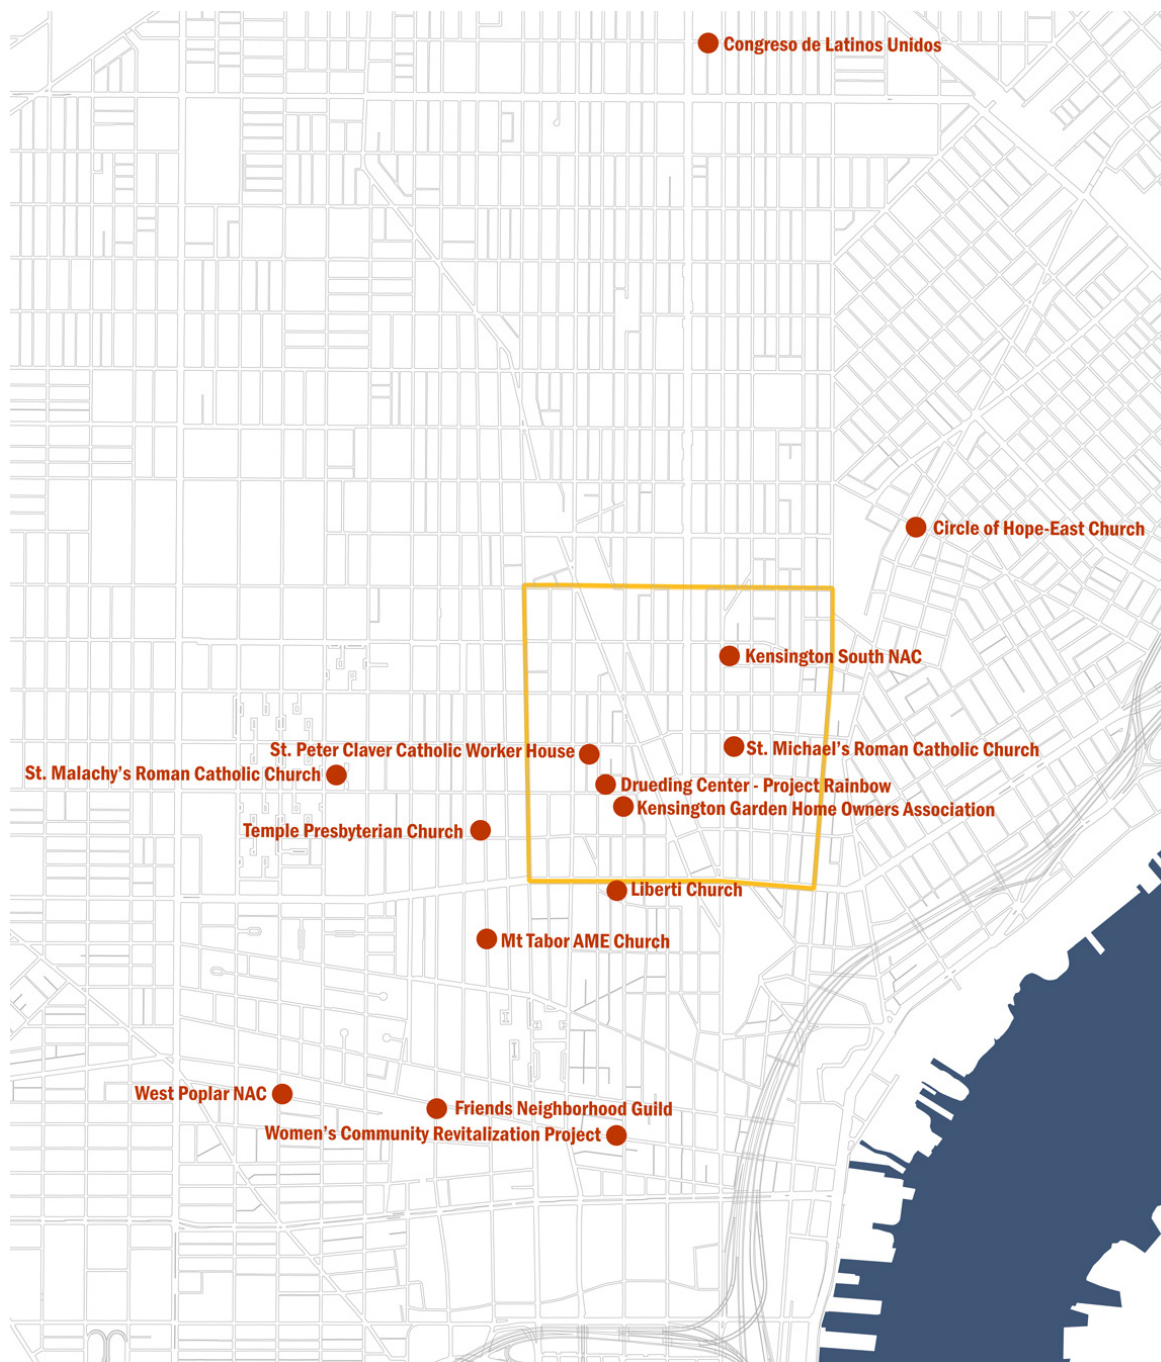 Congreso de Latinos Unidos
Circle of Hope-East Church
Kensington South NAC
St. Peter Claver Catholic Worker House
St. Michael's Roman Catholic Church
St. Malachy's Roman Catholic Church
Drueding Center - Project Rainbow
Kensington Garden Home Owners Association
Temple Presbyterian Church
Liberti Church
Mt Tabor AME Church
West Poplar NAC
Friends Neighborhood Guild
Women's Community Revitalization Project